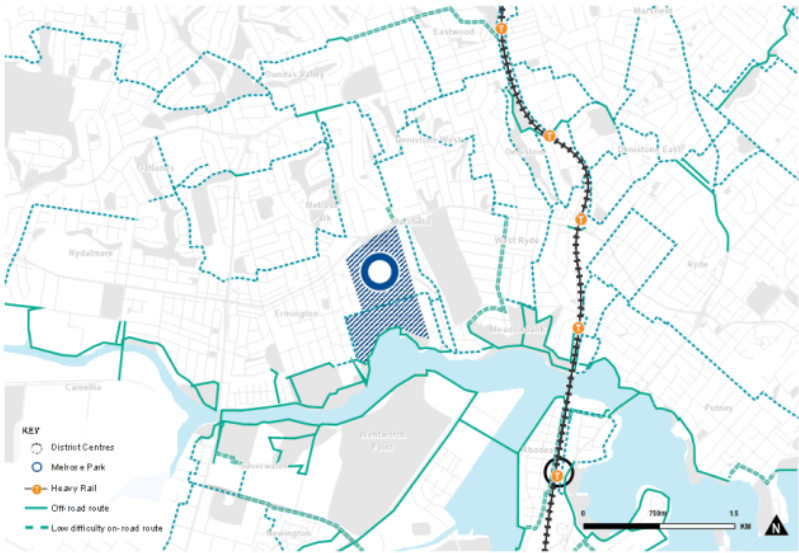 Marsfield
Eastwood
Dundas Valley
Denistone West
Denistone
Denistone East
Oatlands
Melrose
Park
West Ryde
Rydalmere
Ryde
Ermington
Meadowbank
Camellia
Putney
KEY
District Centres
Melrose Park
Heavy Rail
Off-road route
Low difficulty on-road route
Wentworth
Point
Rhodes
Silverwater
Newington
0 750m 1.5
KM
N
T
T
T
T
T
T